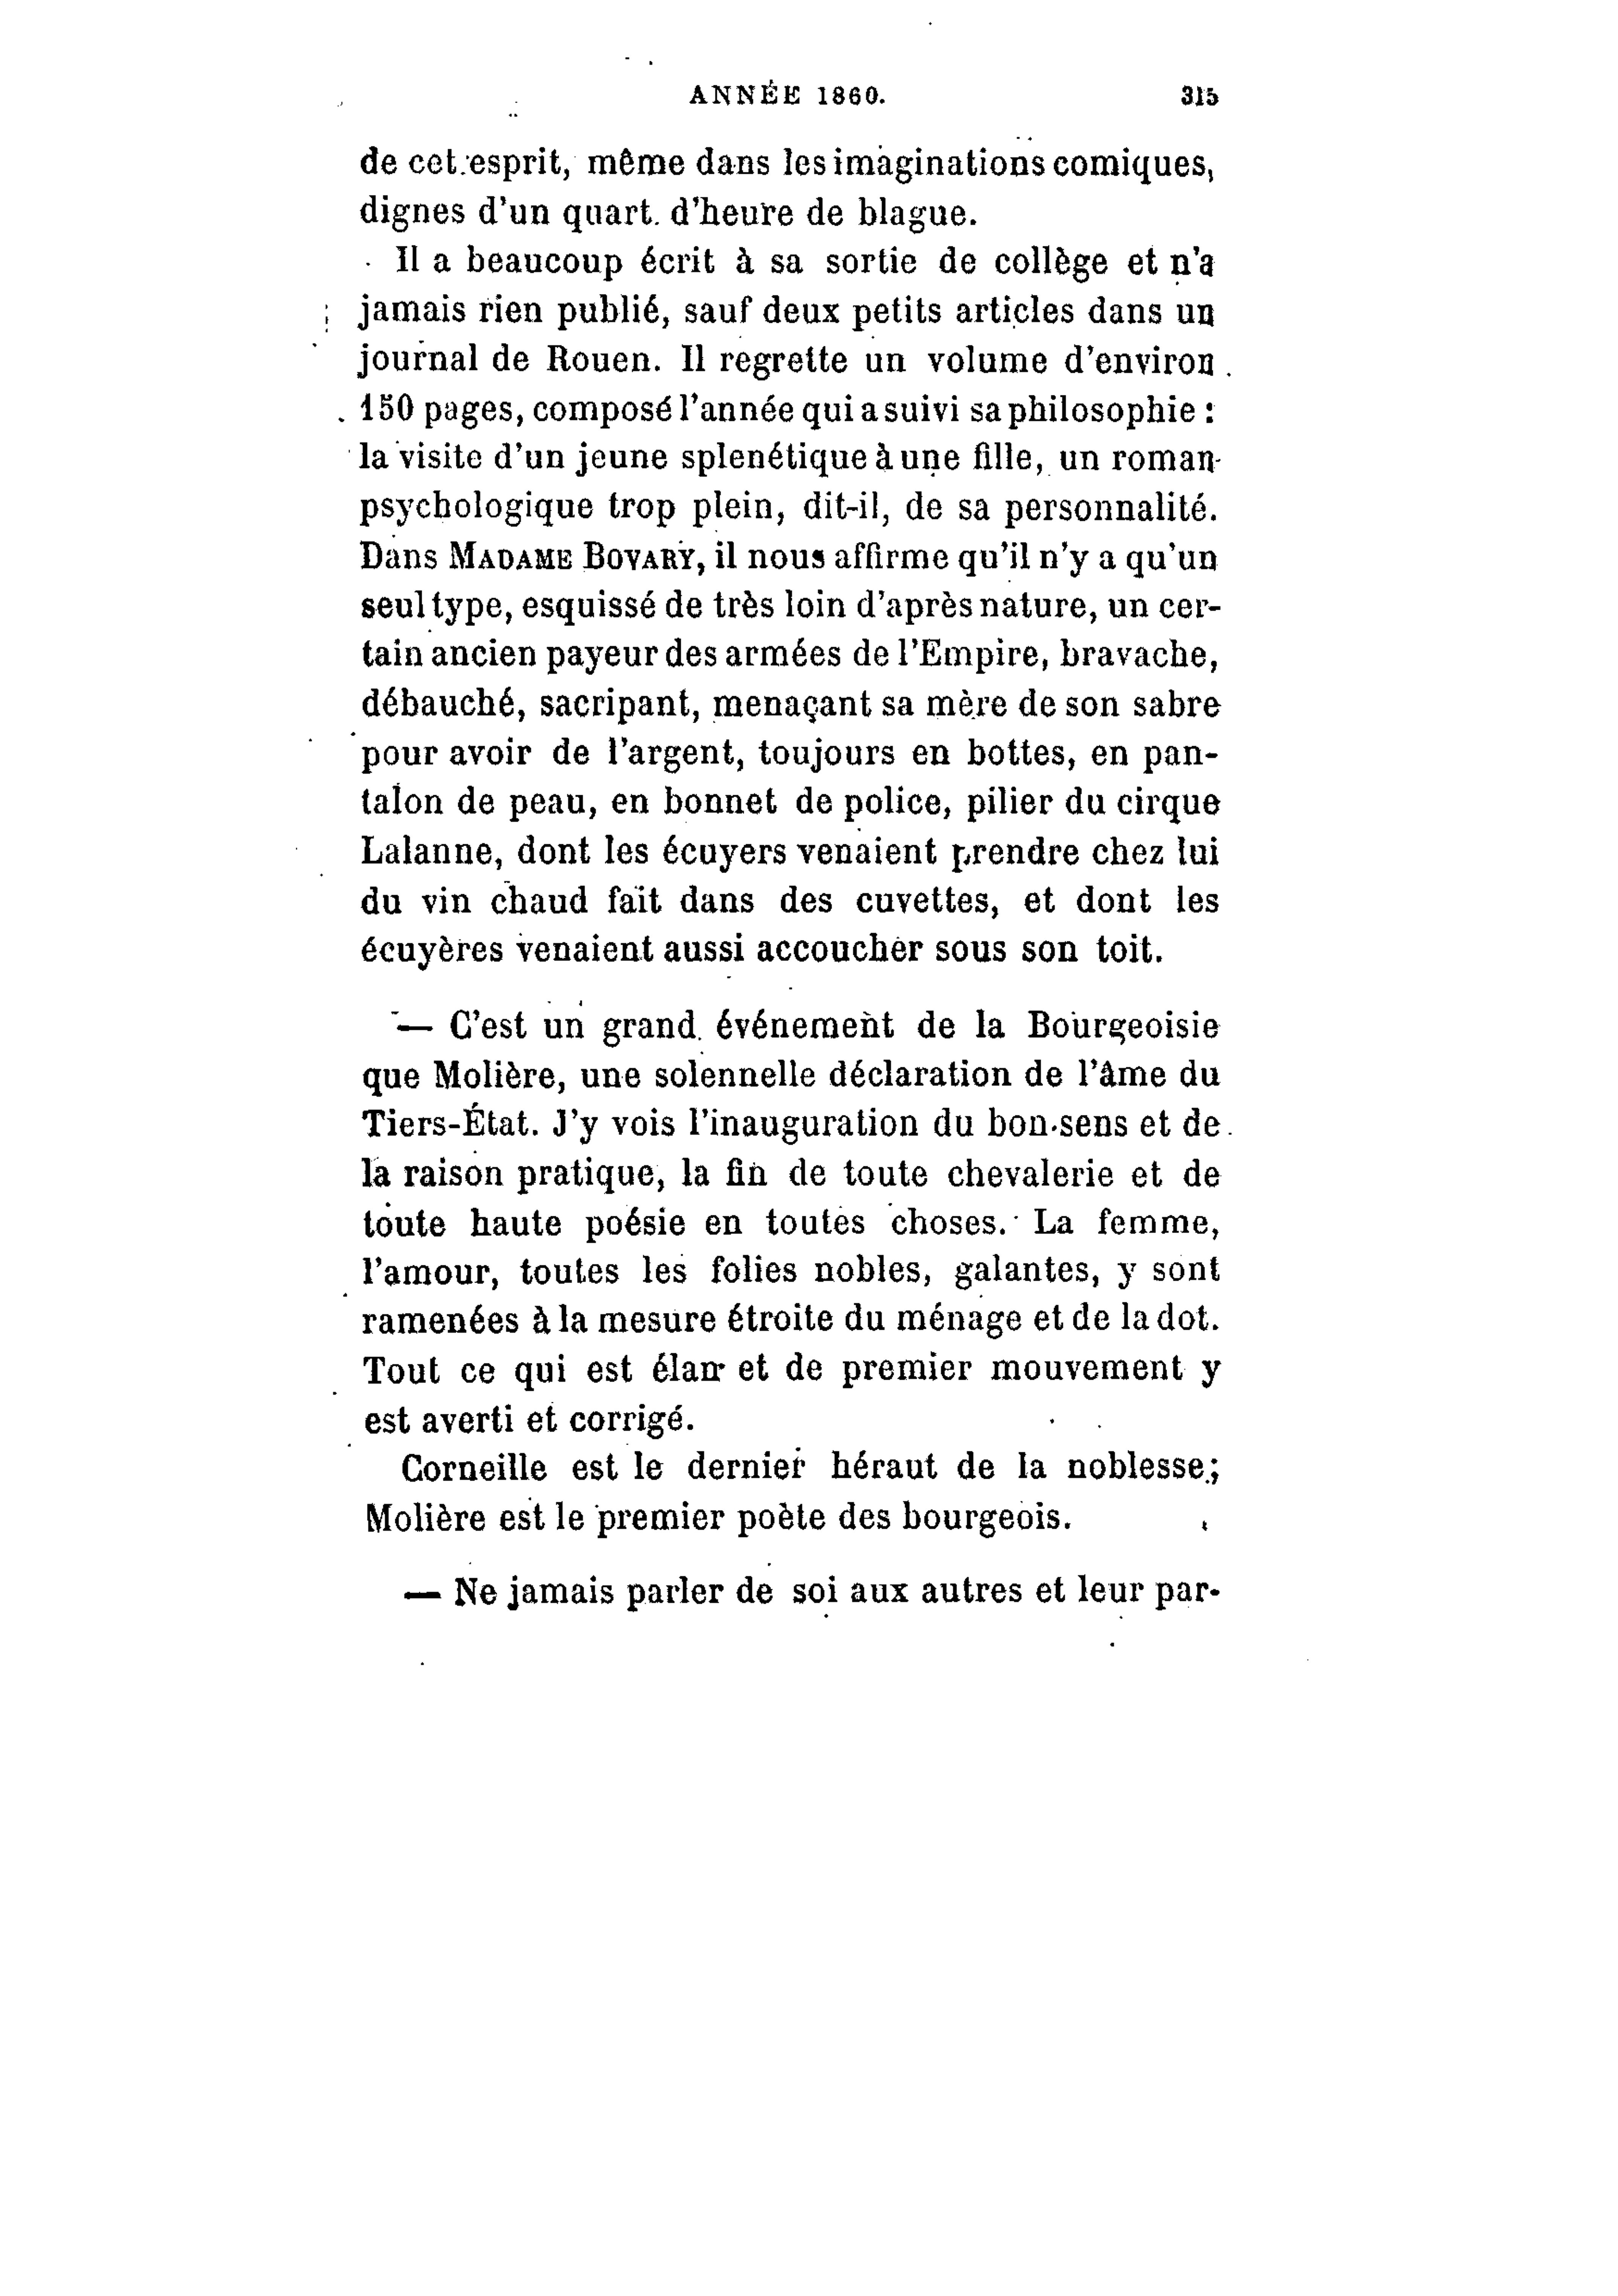 ANNÉE 1860. 315
de cet esprit, même dans les imaginations comiques,
dignes d'un quart d'heure de blague.
Il a beaucoup écrit à sa sortie de collège et n'a
jamais rien publié, sauf deux petits articles dans un
journal de Rouen. Il regrette un volume d'environ
150 pages, composé l'année qui a suivi sa philosophie :
la visite d'un jeune splenétique à une fille, un roman
psychologique trop plein, dit-il, de sa personnalité.
Dans MADAME BOVARY, il nous affirme qu'il n'y a qu'un
seul type, esquissé de très loin d'après nature, un cer-
tain ancien payeur des armées de l'Empire, bravache,
débauché, sacripant, menaçant sa mère de son sabre
pour avoir de l'argent, toujours en bottes, en pan-
talon de peau, en bonnet de police, pilier du cirque
Lalanne, dont les écuyers venaient prendre chez lui
du vin chaud fait dans des cuvettes, et dont les
écuyères venaient aussi accoucher sous son toit.
— C'est un grand événement de la Bourgeoisie
que Molière, une solennelle déclaration de l'âme du
Tiers-État. J'y vois l'inauguration du bon sens et de
la raison pratique, la fin de toute chevalerie et de
toute haute poésie en toutes choses. La femme,
l'amour, toutes les folies nobles, galantes, y sont
ramenées à la mesure étroite du ménage et de la dot.
Tout ce qui est élan et de premier mouvement y
est averti et corrigé.
Corneille est le dernier héraut de la noblesse ;
Molière est le premier poète des bourgeois.
— Ne jamais parler de soi aux autres et leur par-